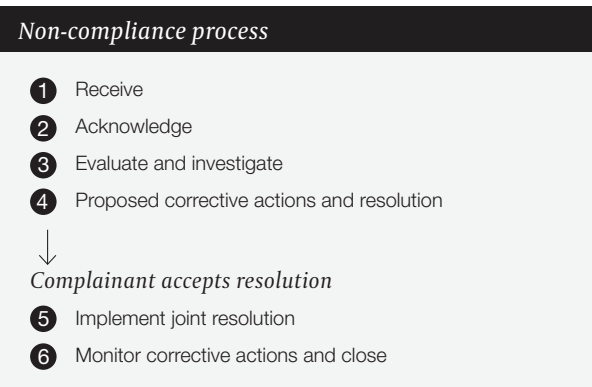 Non-compliance process
1 Receive
2 Acknowledge
3 Evaluate and investigate
4 Proposed corrective actions and resolution
Complainant accepts resolution
5 Implement joint resolution
6 Monitor corrective actions and close